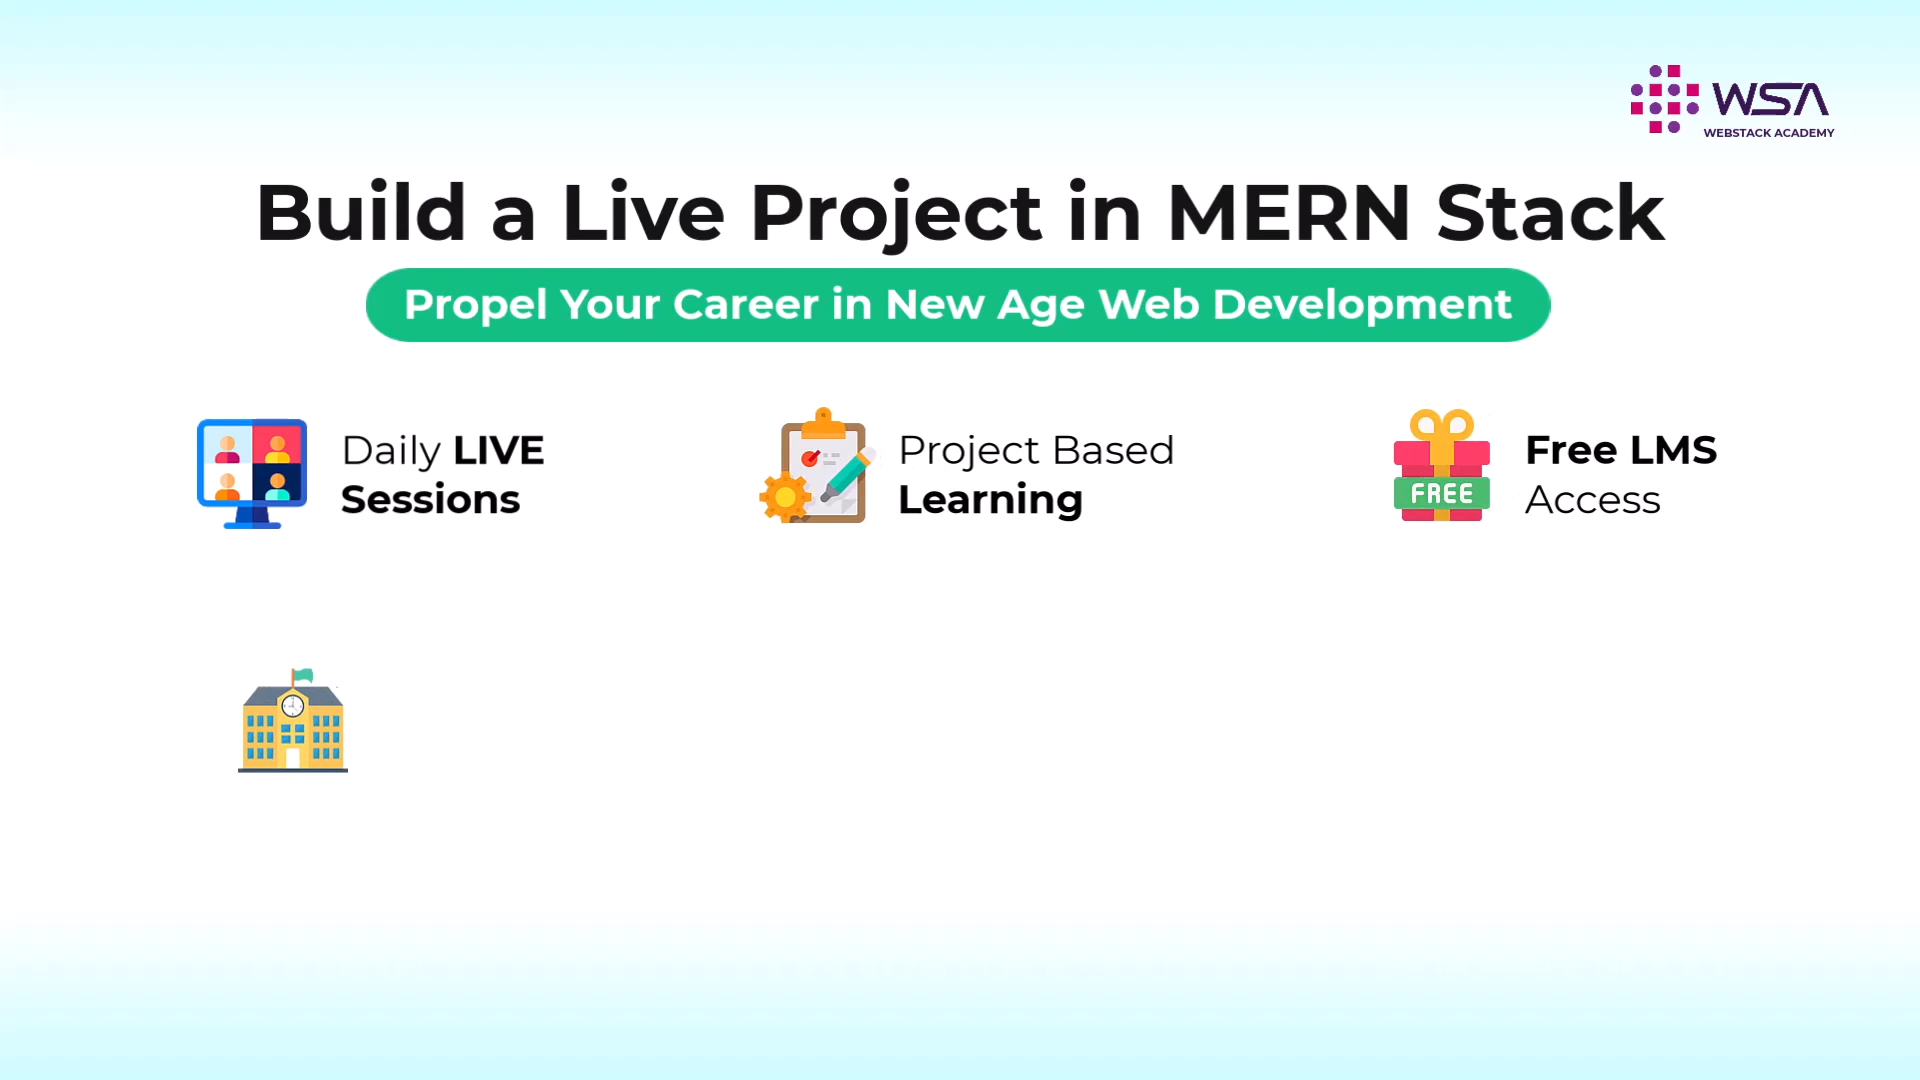 WSA
WEBSTACK ACADEMY
Build a Live Project in MERN Stack
Propel Your Career in New Age Web Development
Daily LIVE
Sessions
Project Based
Learning
FREE
Free LMS
Access